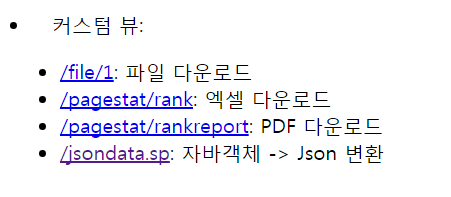 커스텀 뷰:
/file/1: 파일 다운로드
/pagestat/rank: 엑셀 다운로드
/pagestat/rankreport: PDF 다운로드
/jsondata.sp: 자바객체 -> Json 변환